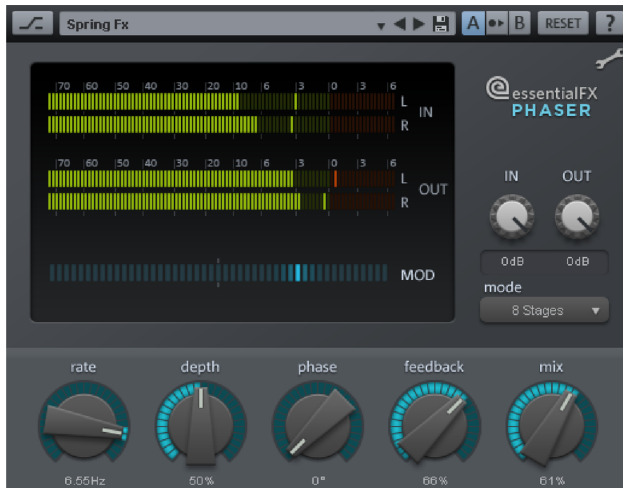 Spring Fx A B RESET ?
70 60 50 40 30 20 10 6 3 0 3 6
L
IN
R
essentialFX
PHASER
70 60 50 40 30 20 10 6 3 0 3 6
L
OUT
R
IN OUT
0dB 0dB
MOD
mode
8 Stages
rate depth phase feedback mix
6.55Hz 50% 0° 66% 61%